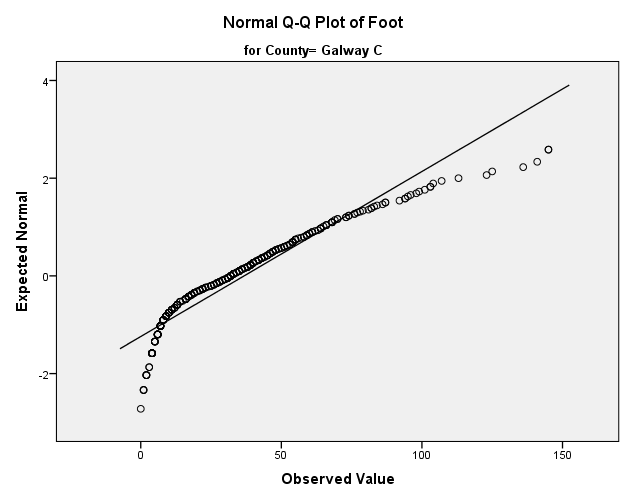 Normal Q-Q Plot of Foot
for County= Galway C
4
2
0
-2
Expected Normal
0
50
100
150
Observed Value